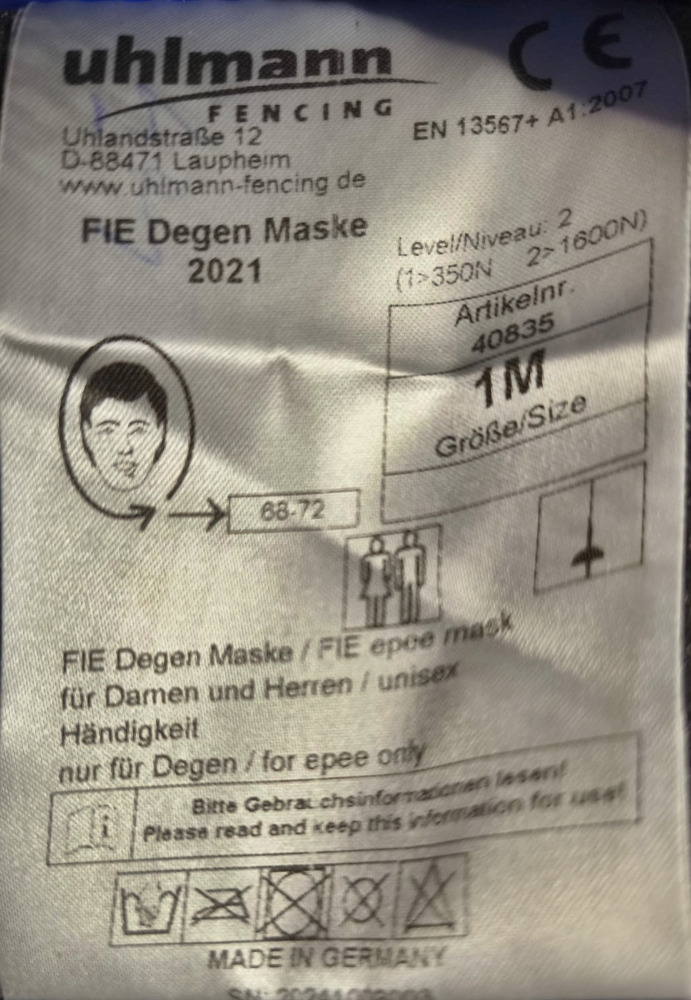 uhlmann
FENCING
Uhlandstraße 12
D-88471 Laupheim
www.uhlmann-fencing de
CE
EN 13567+ A1:2007
FIE Degen Maske
2021
Level/Niveau: 2
(1>350N 2>1600N)
Artikelnr.
40835
1M
Größe/Size
68-72
FIE Degen Maske / FIE epee mask
für Damen und Herren / unisex
Händigkeit
nur für Degen / for epee only
i
Bitte Gebrauchsinformationen lesen!
Please read and keep this information for use!
MADE IN GERMANY
SN: